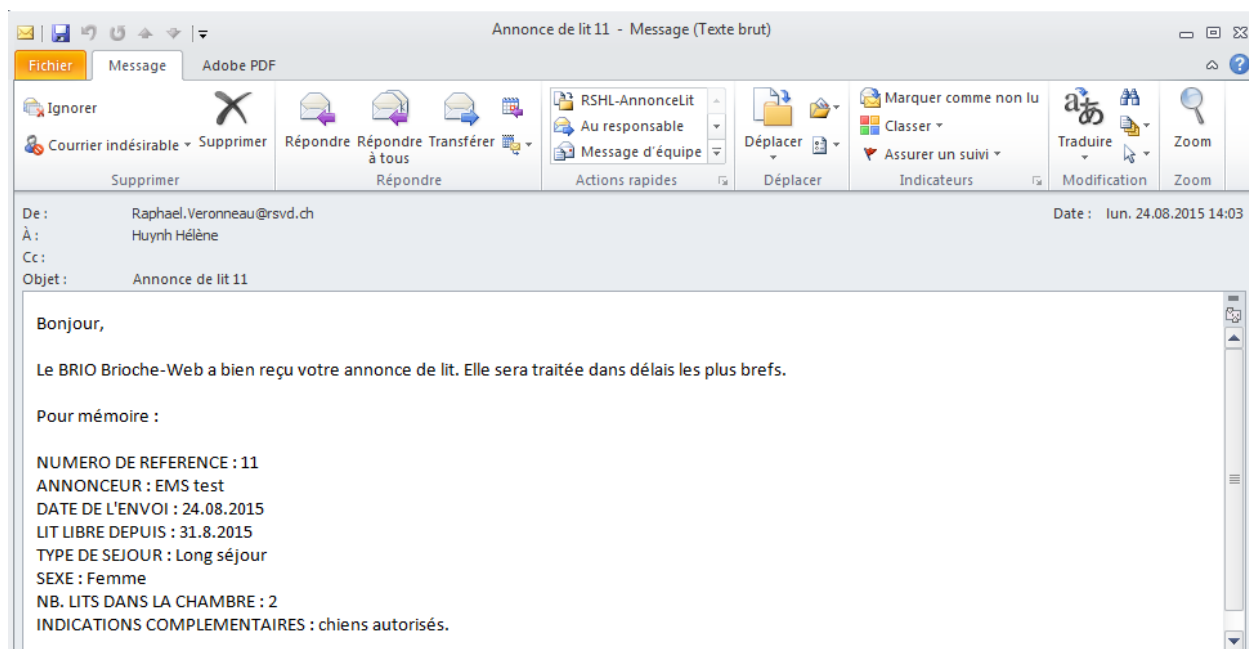 Annonce de lit 11 - Message (Texte brut)
Fichier Message Adobe PDF
Ignorer
Courrier indésirable
Supprimer
Supprimer
Répondre Répondre à tous Transférer
Répondre
RSHL-AnnonceLit
Au responsable
Message d'équipe
Actions rapides
Déplacer
Déplacer
Marquer comme non lu
Classer
Assurer un suivi
Indicateurs
Traduire
Modification
Zoom
Zoom
De : Raphael.Veronneau@rsvd.ch Date : lun. 24.08.2015 14:03
À : Huynh Hélène
Cc :
Objet : Annonce de lit 11
Bonjour,
Le BRIO Brioche-Web a bien reçu votre annonce de lit. Elle sera traitée dans délais les plus brefs.
Pour mémoire :
NUMERO DE REFERENCE : 11
ANNONCEUR : EMS test
DATE DE L'ENVOI : 24.08.2015
LIT LIBRE DEPUIS : 31.8.2015
TYPE DE SEJOUR : Long séjour
SEXE : Femme
NB. LITS DANS LA CHAMBRE : 2
INDICATIONS COMPLEMENTAIRES : chiens autorisés.